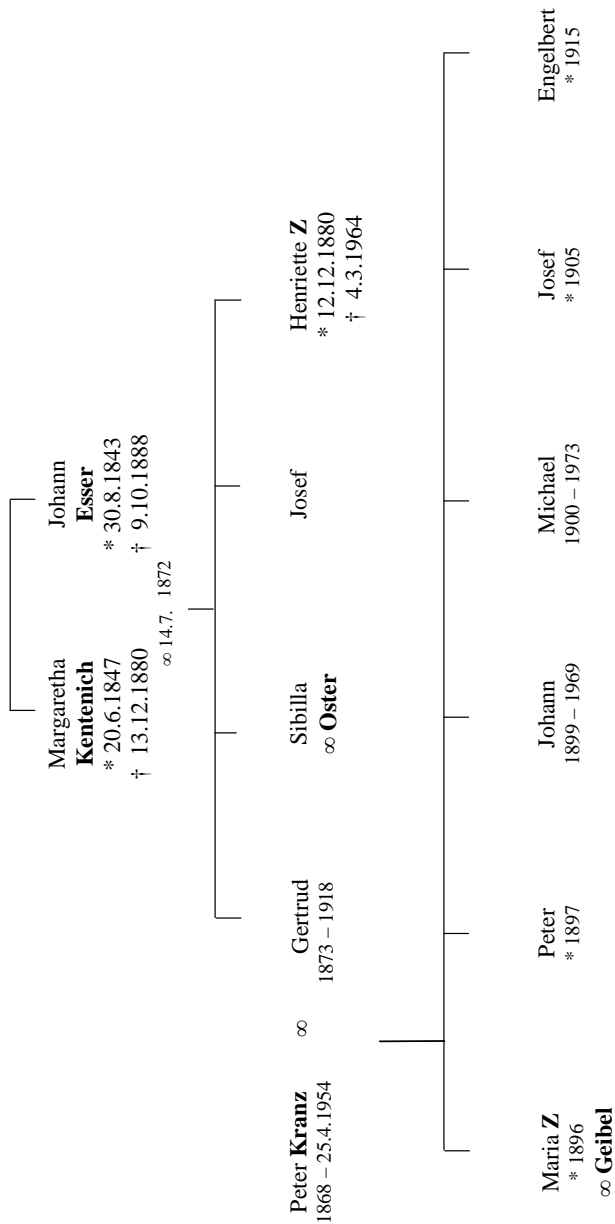 Margaretha
Kentenich
* 20.6.1847
† 13.12.1880
Johann
Esser
* 30.8.1843
† 9.10.1888
∞ 14.7. 1872
Peter Kranz
1868 – 25.4.1954
∞
Gertrud
1873 – 1918
Sibilla
∞ Oster
Josef
Henriette Z
* 12.12.1880
† 4.3.1964
Maria Z
* 1896
∞ Geibel
Peter
* 1897
Johann
1899 – 1969
Michael
1900 – 1973
Josef
* 1905
Engelbert
* 1915